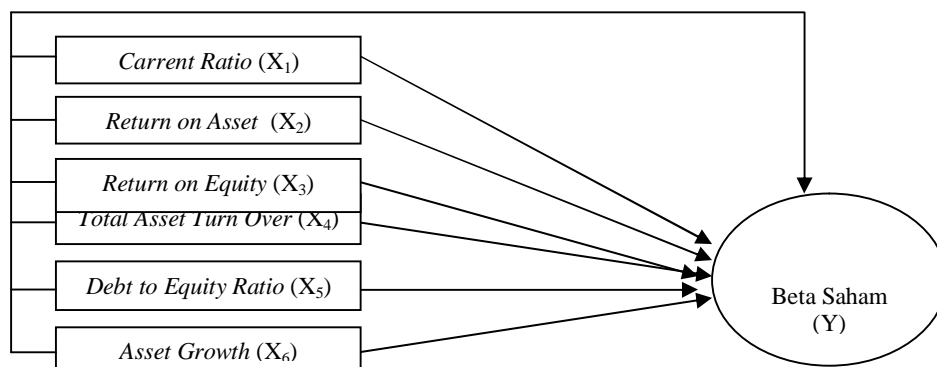 Carrent Ratio (X₁)
Return on Asset (X₂)
Return on Equity (X₃)
Total Asset Turn Over (X₄)
Debt to Equity Ratio (X₅)
Asset Growth (X₆)
Beta Saham
(Y)